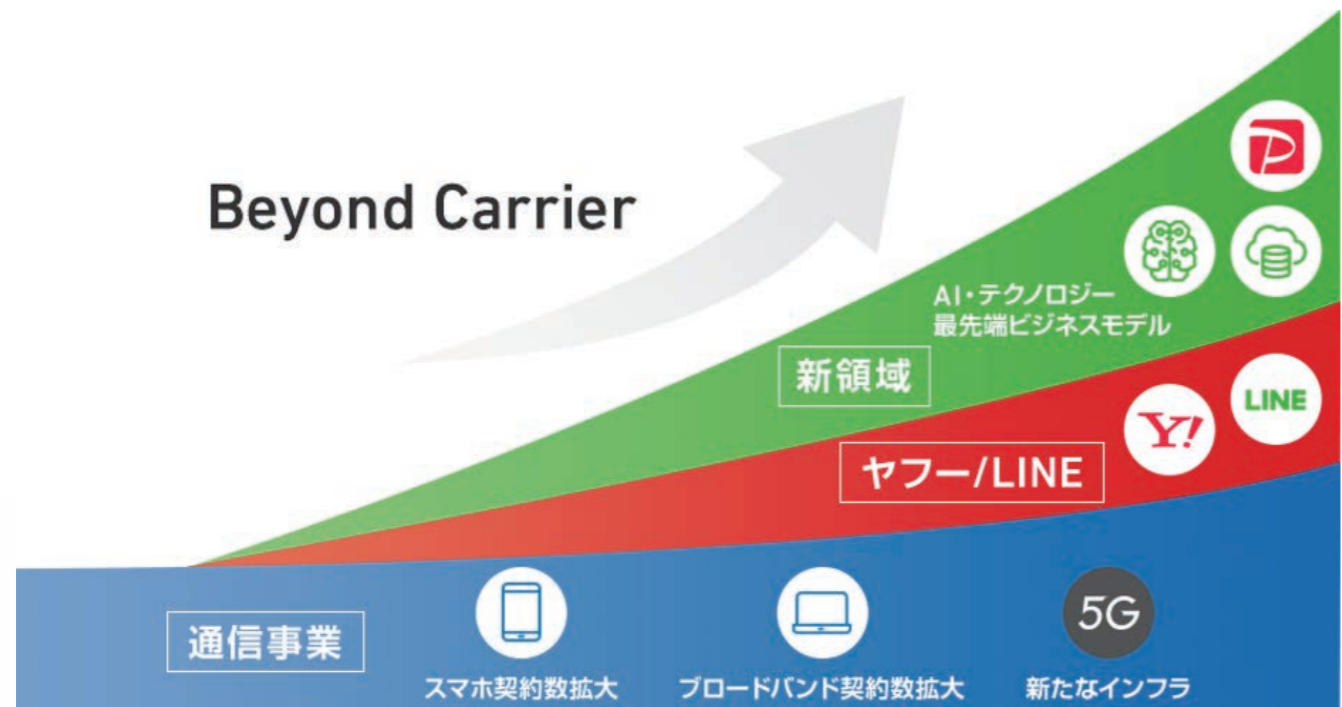 Beyond Carrier
AI・テクノロジー
最先端ビジネスモデル
新領域
LINE
Y!
ヤフー/LINE
通信事業
5G
スマホ契約数拡大
ブロードバンド契約数拡大
新たなインフラ